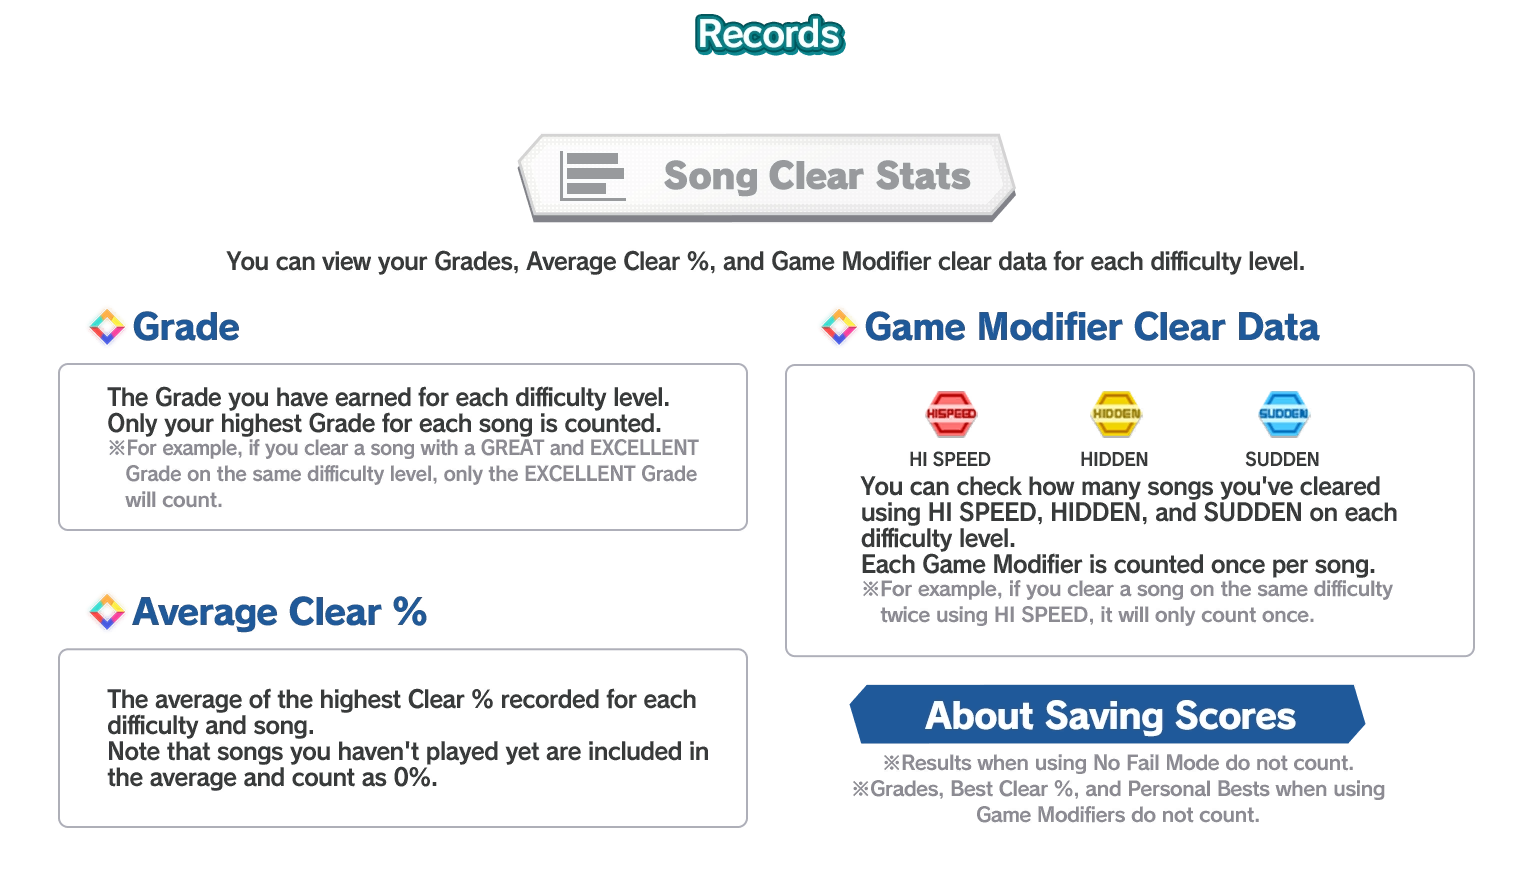 Records
Song Clear Stats
You can view your Grades, Average Clear %, and Game Modifier clear data for each difficulty level.
Grade
The Grade you have earned for each difficulty level.
Only your highest Grade for each song is counted.
※For example, if you clear a song with a GREAT and EXCELLENT
Grade on the same difficulty level, only the EXCELLENT Grade
will count.
Average Clear %
The average of the highest Clear % recorded for each
difficulty and song.
Note that songs you haven't played yet are included in
the average and count as 0%.
Game Modifier Clear Data
HISPEED HIDDEN SUDDEN
HI SPEED HIDDEN SUDDEN
You can check how many songs you've cleared
using HI SPEED, HIDDEN, and SUDDEN on each
difficulty level.
Each Game Modifier is counted once per song.
※For example, if you clear a song on the same difficulty
twice using HI SPEED, it will only count once.
About Saving Scores
※Results when using No Fail Mode do not count.
※Grades, Best Clear %, and Personal Bests when using
Game Modifiers do not count.